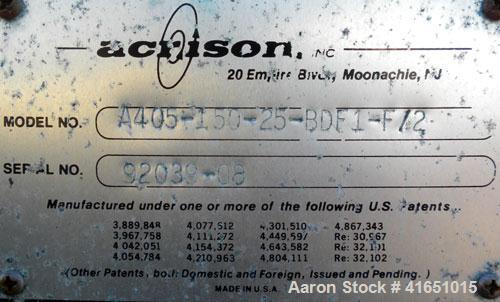 acrison, INC
20 Empire Blvd., Moonachie, NJ
MODEL NO. A405-150-25-BDF1-F/2
SERIAL NO. 92039-08
Manufactured under one or more of the following U.S. Patents...
3,889,848 4,077,512 4,301,510 4,867,343
3,967,758 4,111,272 4,449,597 Re: 30,967
4,042,051 4,154,372 4,643,582 Re: 32,101
4,054,784 4,210,963 4,804,111 Re: 32,102
(Other Patents, both Domestic and Foreign, Issued and Pending.)
MADE IN U.S.A.
Aaron Stock # 41651015